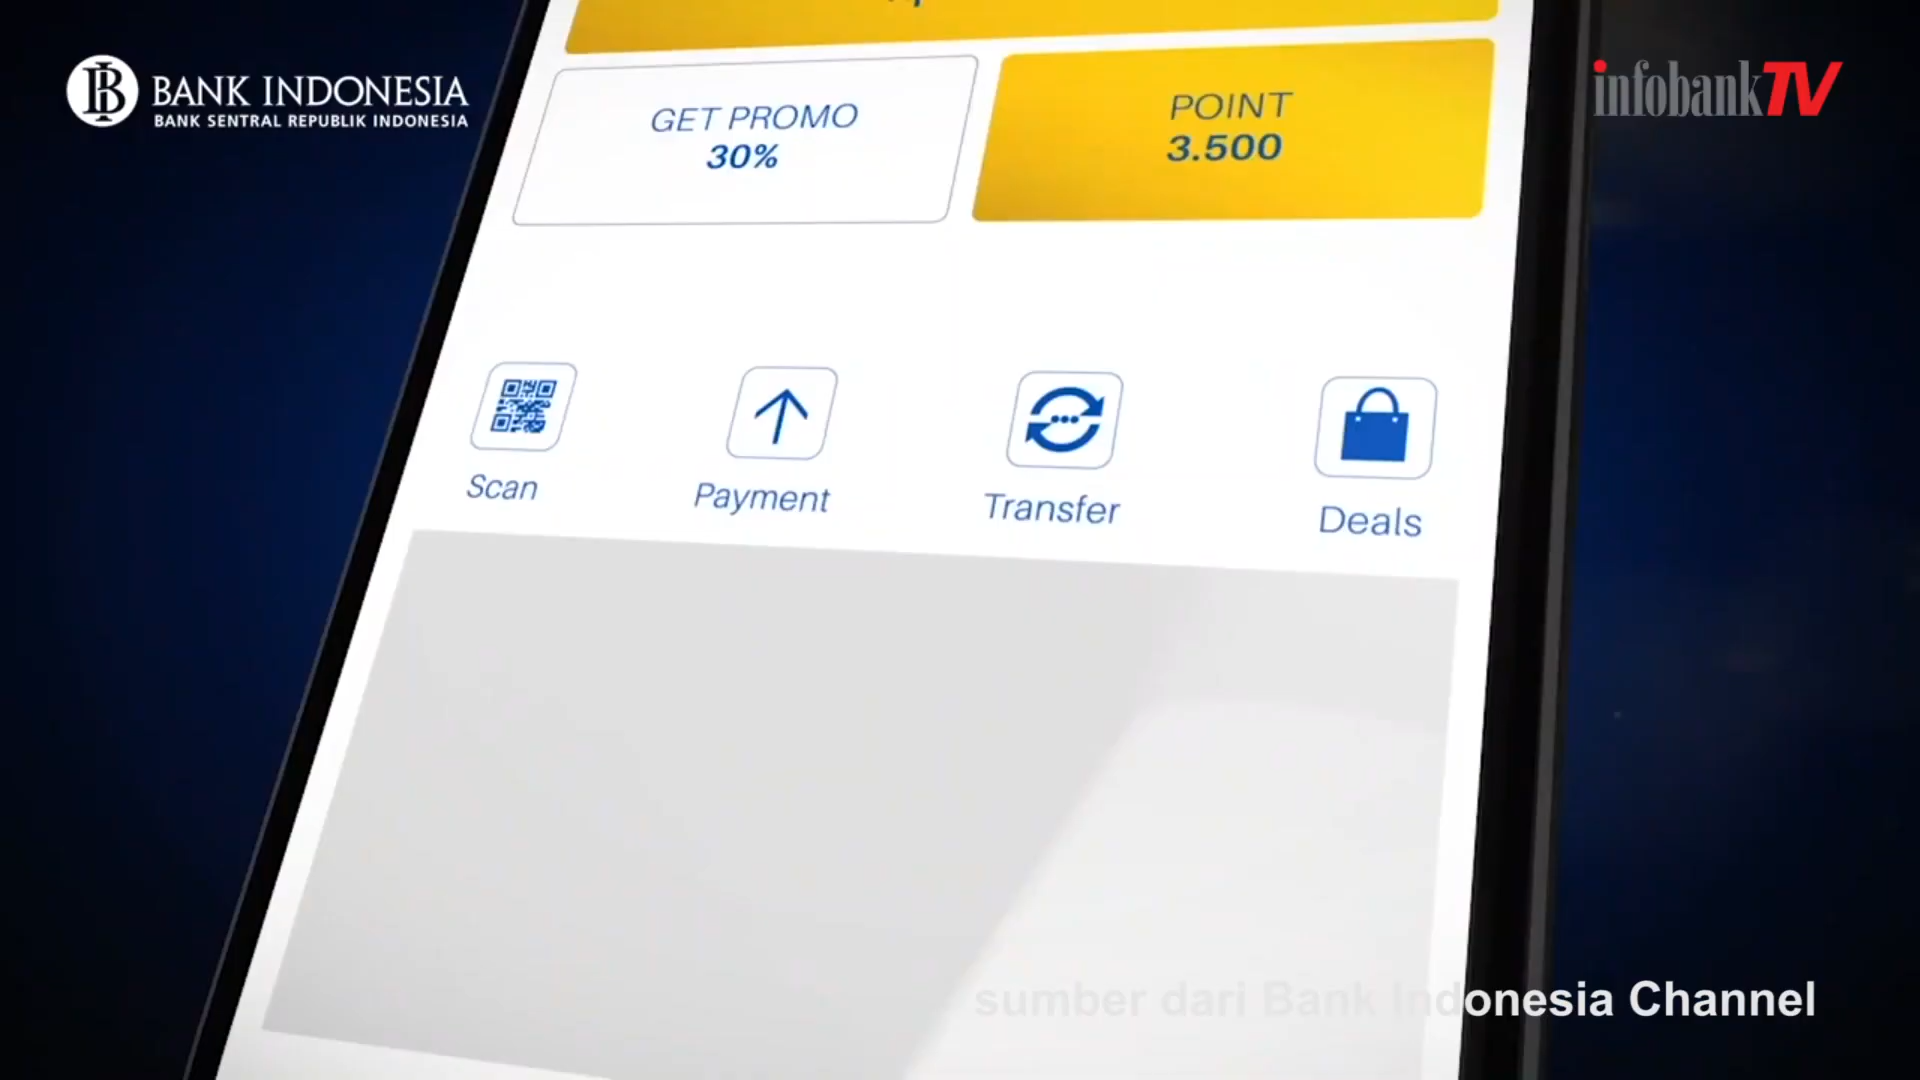 BANK INDONESIA
BANK SENTRAL REPUBLIK INDONESIA
infobankTV
GET PROMO
30%
POINT
3.500
Scan
Payment
Transfer
Deals
sumber dari Bank Indonesia Channel